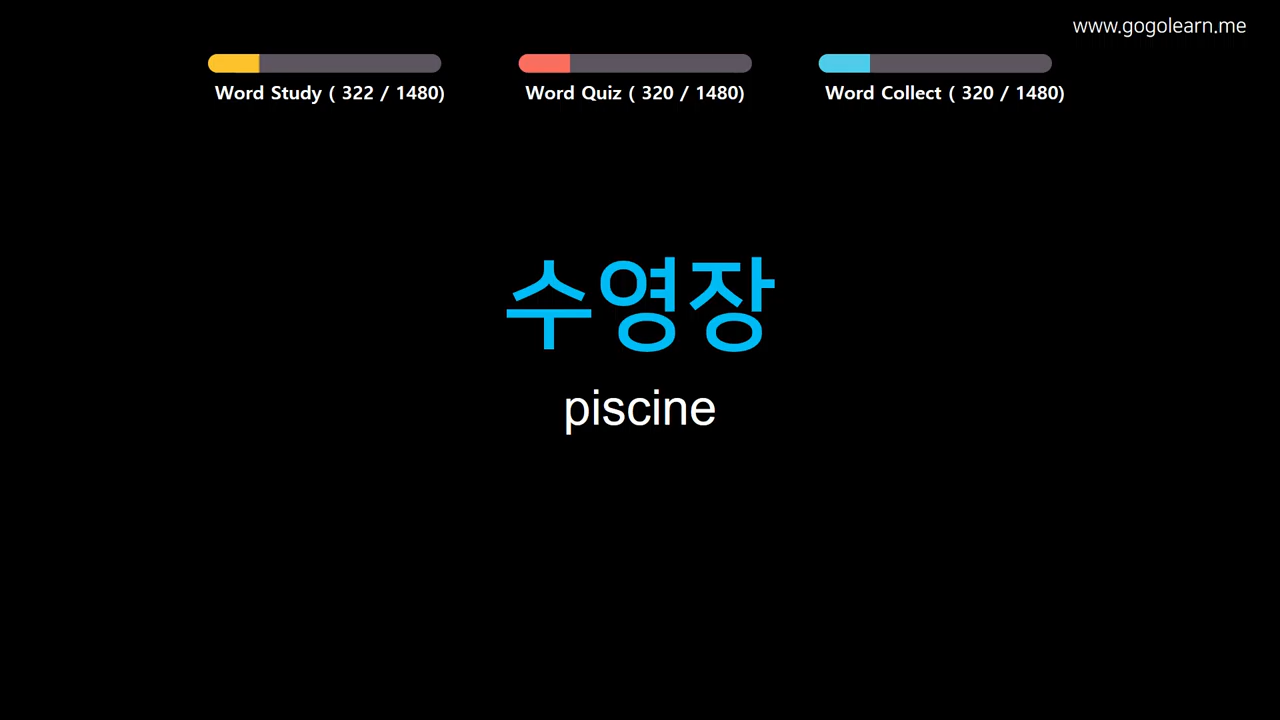 www.gogolearn.me
Word Study ( 322 / 1480)
Word Quiz ( 320 / 1480)
Word Collect ( 320 / 1480)
수영장
piscine